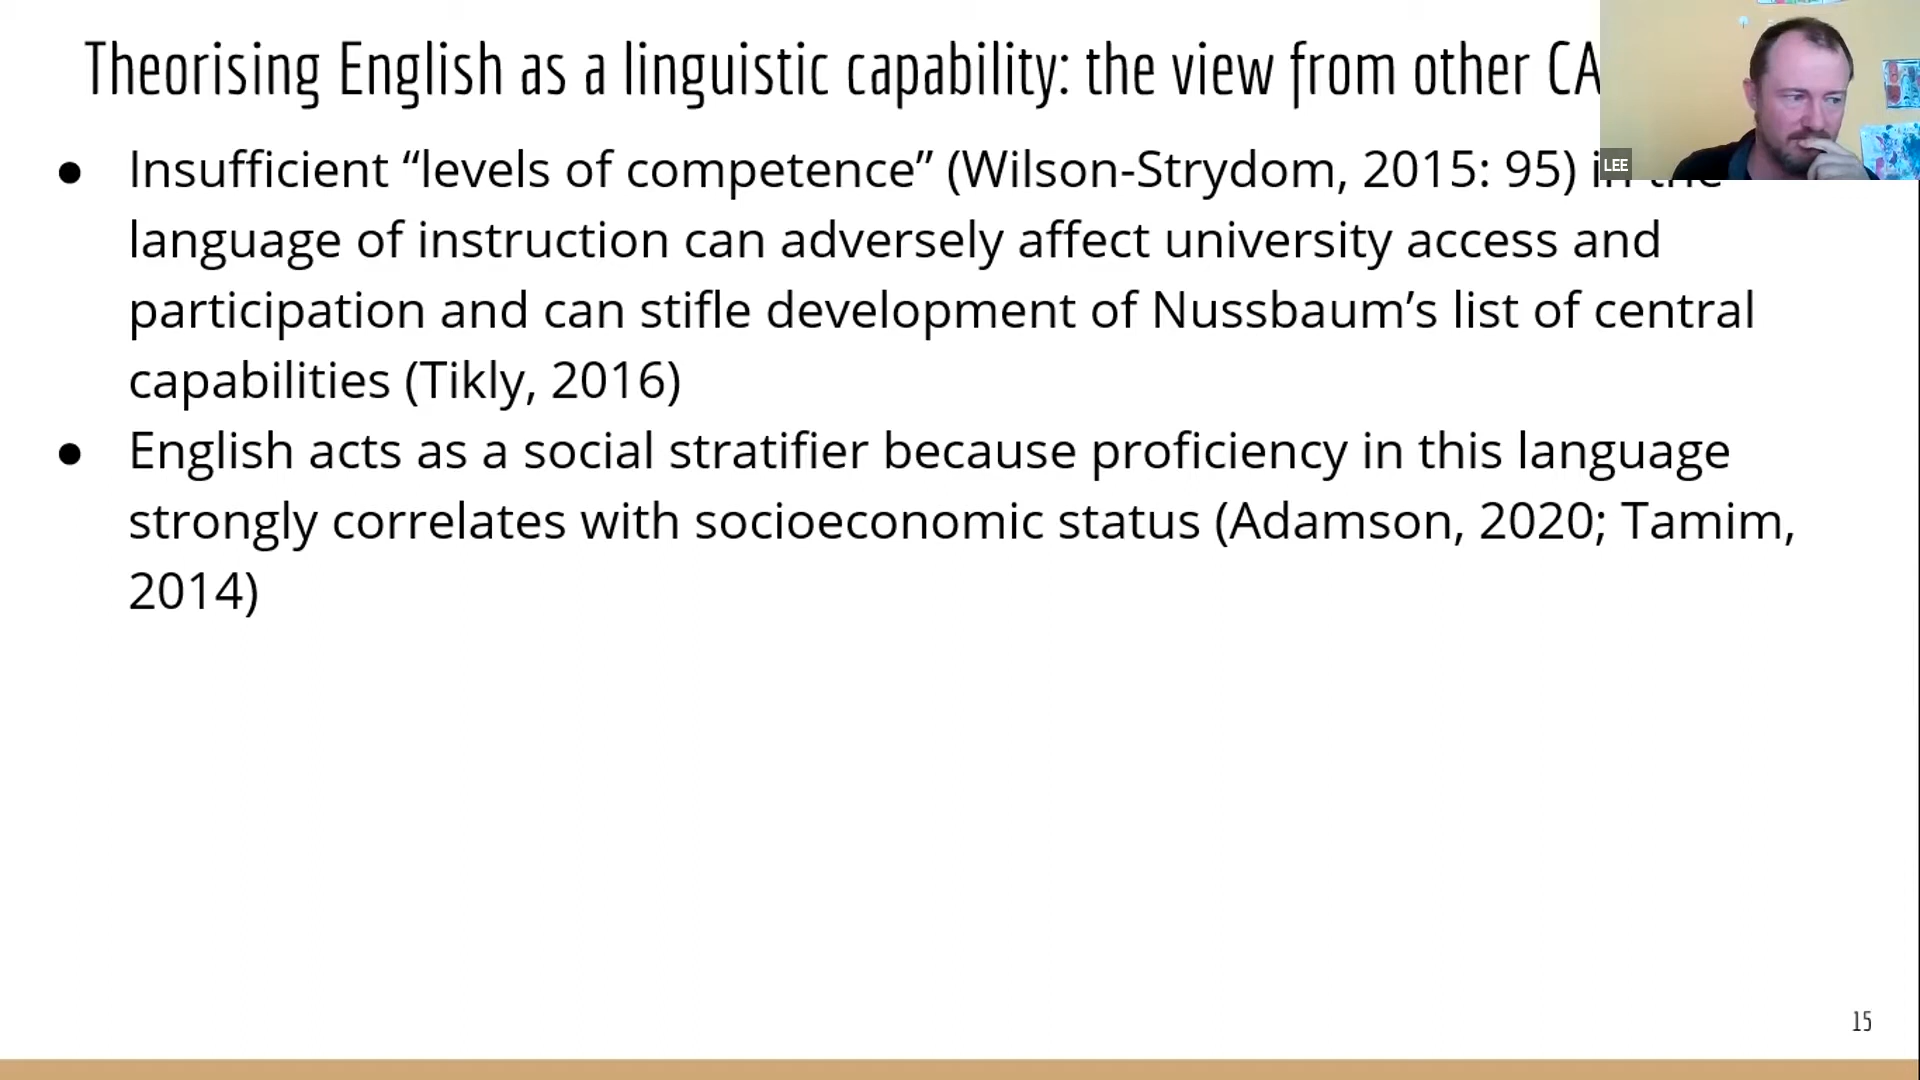 Theorising English as a linguistic capability: the view from other CA
● Insufficient “levels of competence” (Wilson-Strydom, 2015: 95) in the
language of instruction can adversely affect university access and
participation and can stifle development of Nussbaum’s list of central
capabilities (Tikly, 2016)
● English acts as a social stratifier because proficiency in this language
strongly correlates with socioeconomic status (Adamson, 2020; Tamim,
2014)
LEE
15